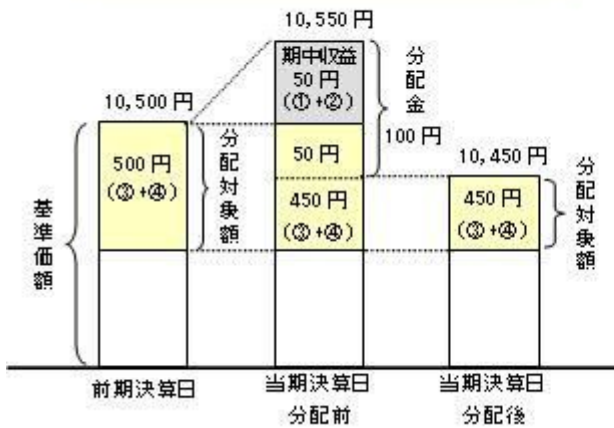 10,550円
期中収益
50円
(①+②)
分配金
10,500円
100円
500円
(③+④)
分配対象額
50円
10,450円
450円
(③+④)
450円
(③+④)
分配対象額
基準価額
前期決算日
当期決算日
分配前
当期決算日
分配後